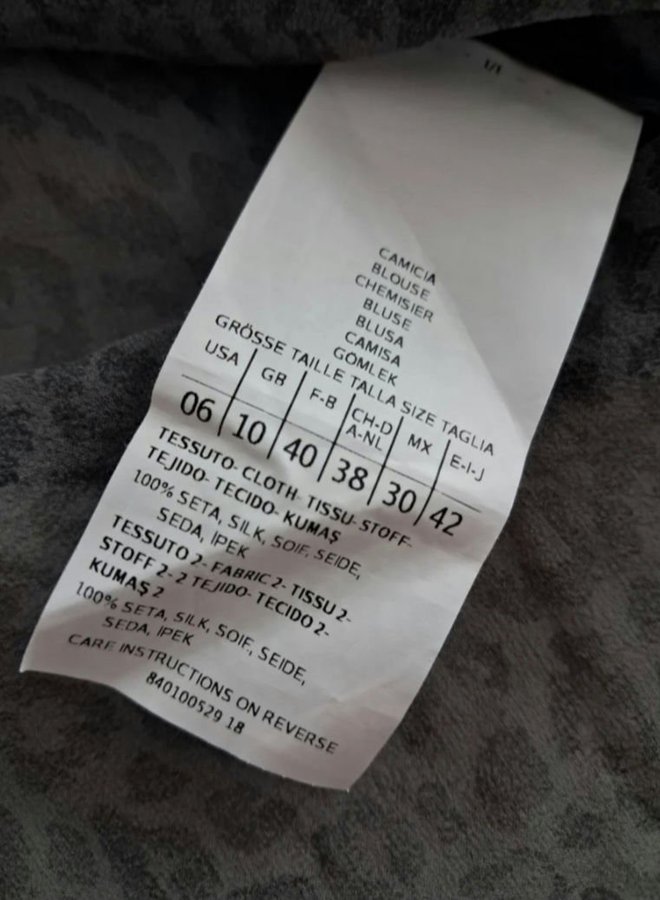 1/1
CAMICIA
BLOUSE
CHEMISIER
BLUSE
BLUSA
CAMISA
GÖMLEK
GRÖSSE TAILLE TALLA SIZE TAGLIA
USA GB F-B CH-D A-NL MX E-I-J
06 10 40 38 30 42
TESSUTO- CLOTH- TISSU- STOFF-
TEJIDO- TECIDO- KUMAŞ
100% SETA, SILK, SOIE, SEIDE,
SEDA, IPEK
TESSUTO 2- FABRIC 2- TISSU 2-
STOFF 2- 2 TEJIDO- TECIDO 2-
KUMAŞ 2
100% SETA, SILK, SOIE, SEIDE,
SEDA, IPEK
CARE INSTRUCTIONS ON REVERSE
840100529 18